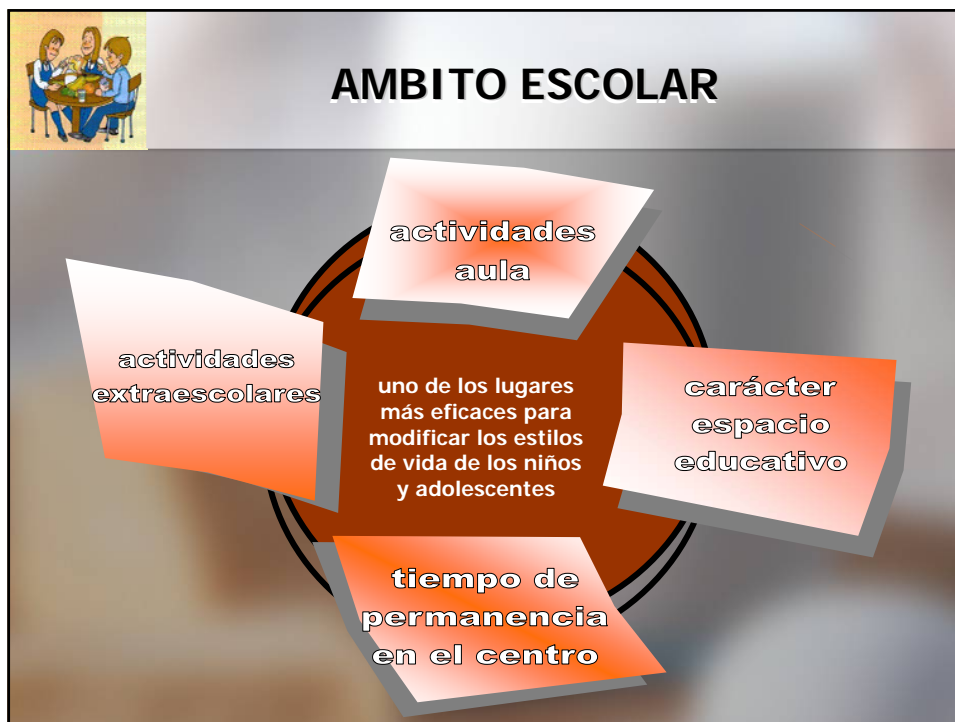 AMBITO ESCOLAR
actividades
aula
actividades
extraescolares
uno de los lugares
más eficaces para
modificar los estilos
de vida de los niños
y adolescentes
carácter
espacio
educativo
tiempo de
permanencia
en el centro